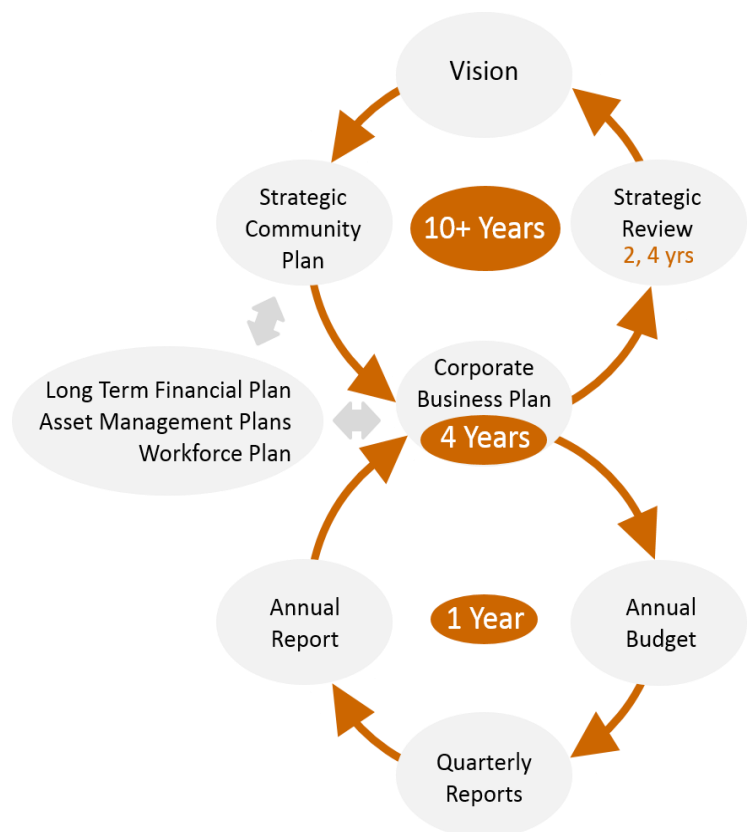 Vision
Strategic
Community
Plan
10+ Years
Strategic
Review
2, 4 yrs
Long Term Financial Plan
Asset Management Plans
Workforce Plan
Corporate
Business Plan
4 Years
Annual
Report
1 Year
Annual
Budget
Quarterly
Reports